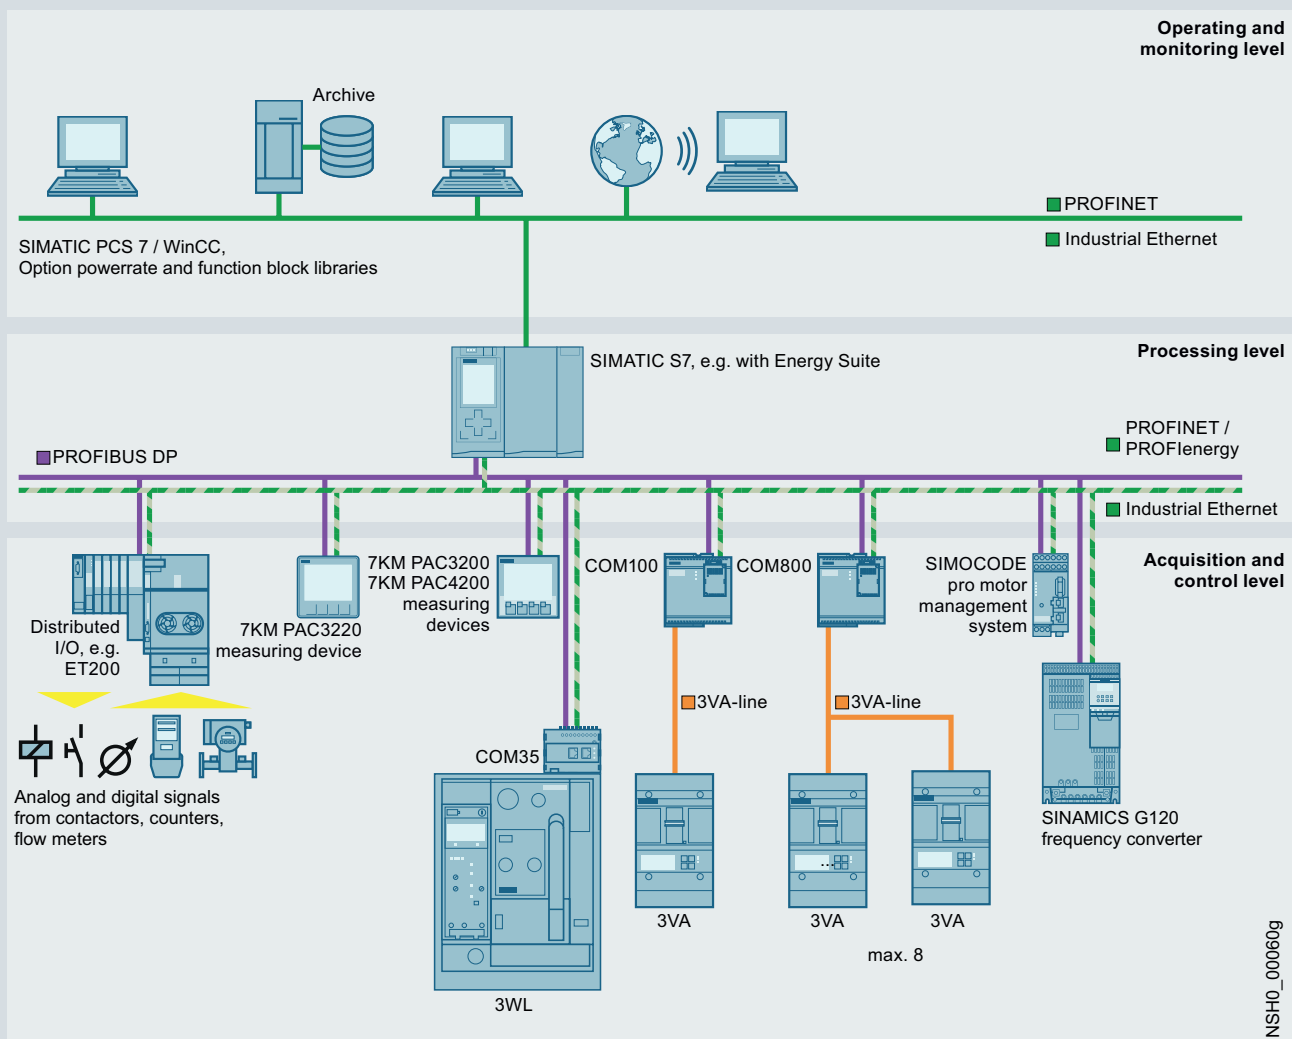 Operating and
monitoring level
Archive
PROFINET
Industrial Ethernet
SIMATIC PCS 7 / WinCC,
Option powerrate and function block libraries
Processing level
SIMATIC S7, e.g. with Energy Suite
PROFINET /
PROFIenergy
PROFIBUS DP
Industrial Ethernet
Acquisition and
control level
Distributed
I/O, e.g.
ET200
7KM PAC3220
measuring device
7KM PAC3200
7KM PAC4200
measuring
devices
COM100
COM800
SIMOCODE
pro motor
management
system
3VA-line
3VA-line
COM35
Analog and digital signals
from contactors, counters,
flow meters
SINAMICS G120
frequency converter
3VA
3VA
3VA
max. 8
3WL
NSH0_00060g